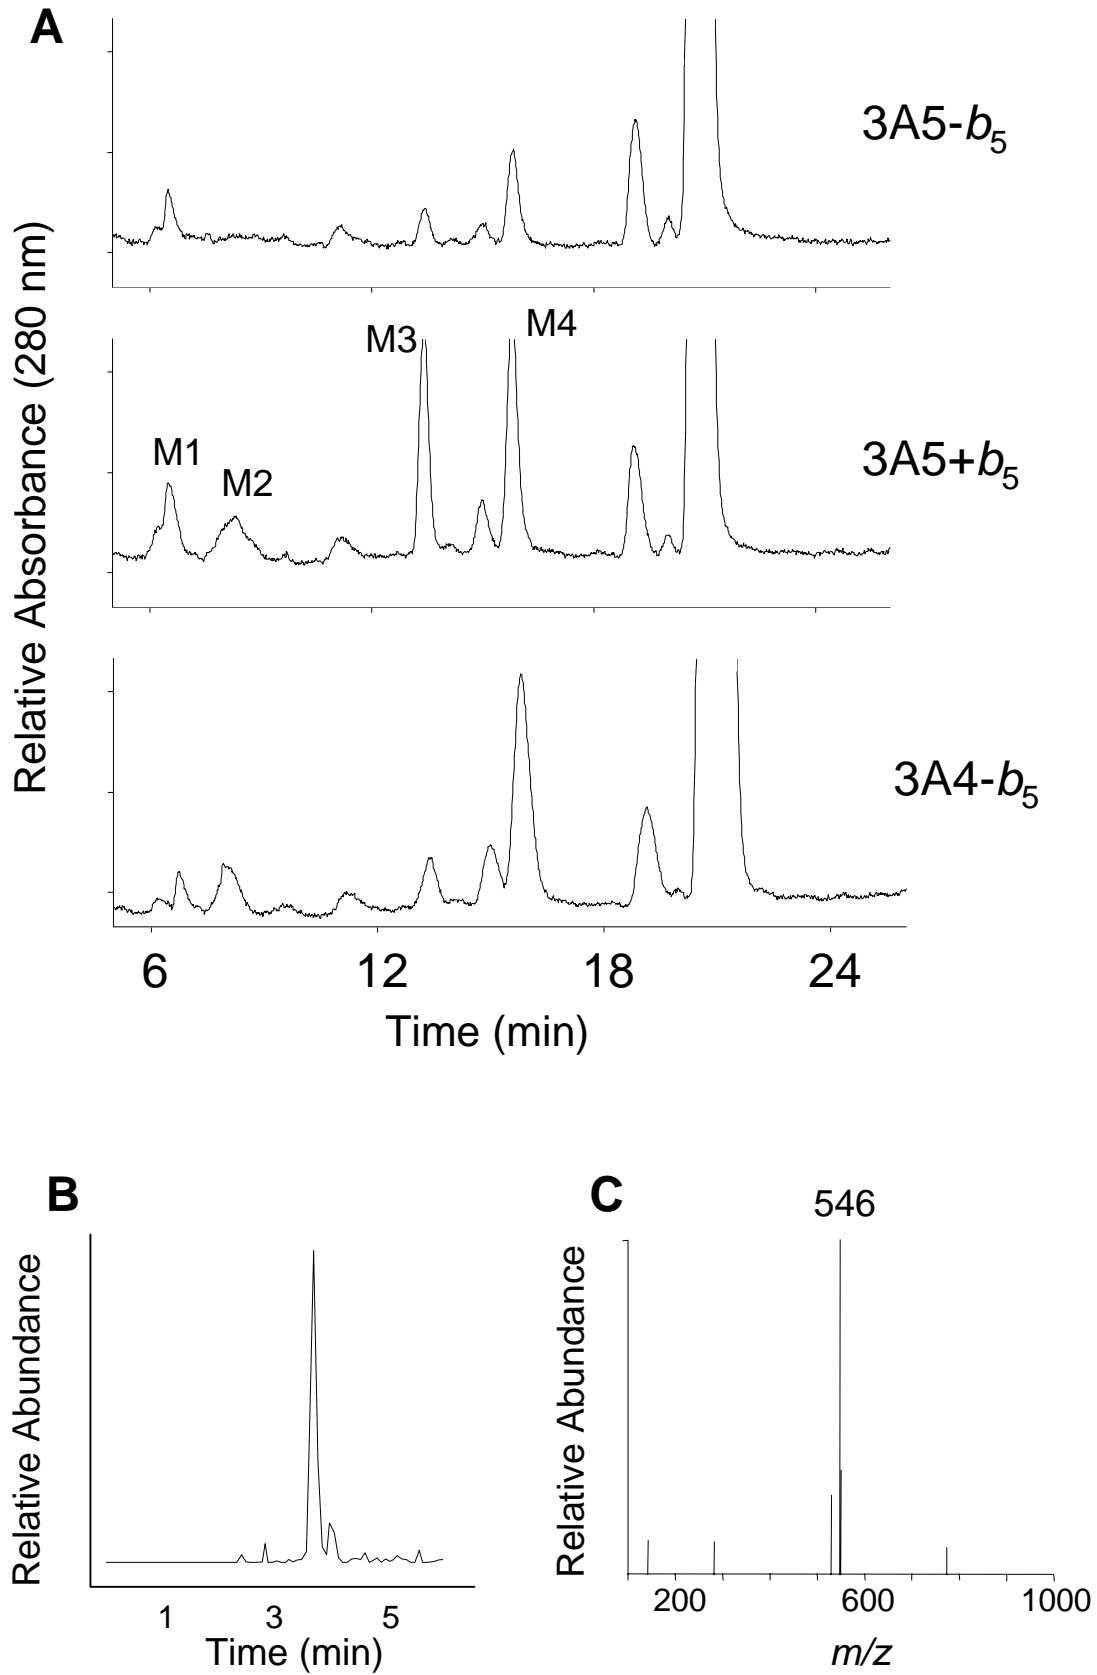 A
3A5-b5
Relative Absorbance (280 nm)
M3
M4
M1
M2
3A5+b5
3A4-b5
6 12 18 24
Time (min)
B
Relative Abundance
1 3 5
Time (min)
C
546
Relative Abundance
200 600 1000
m/z